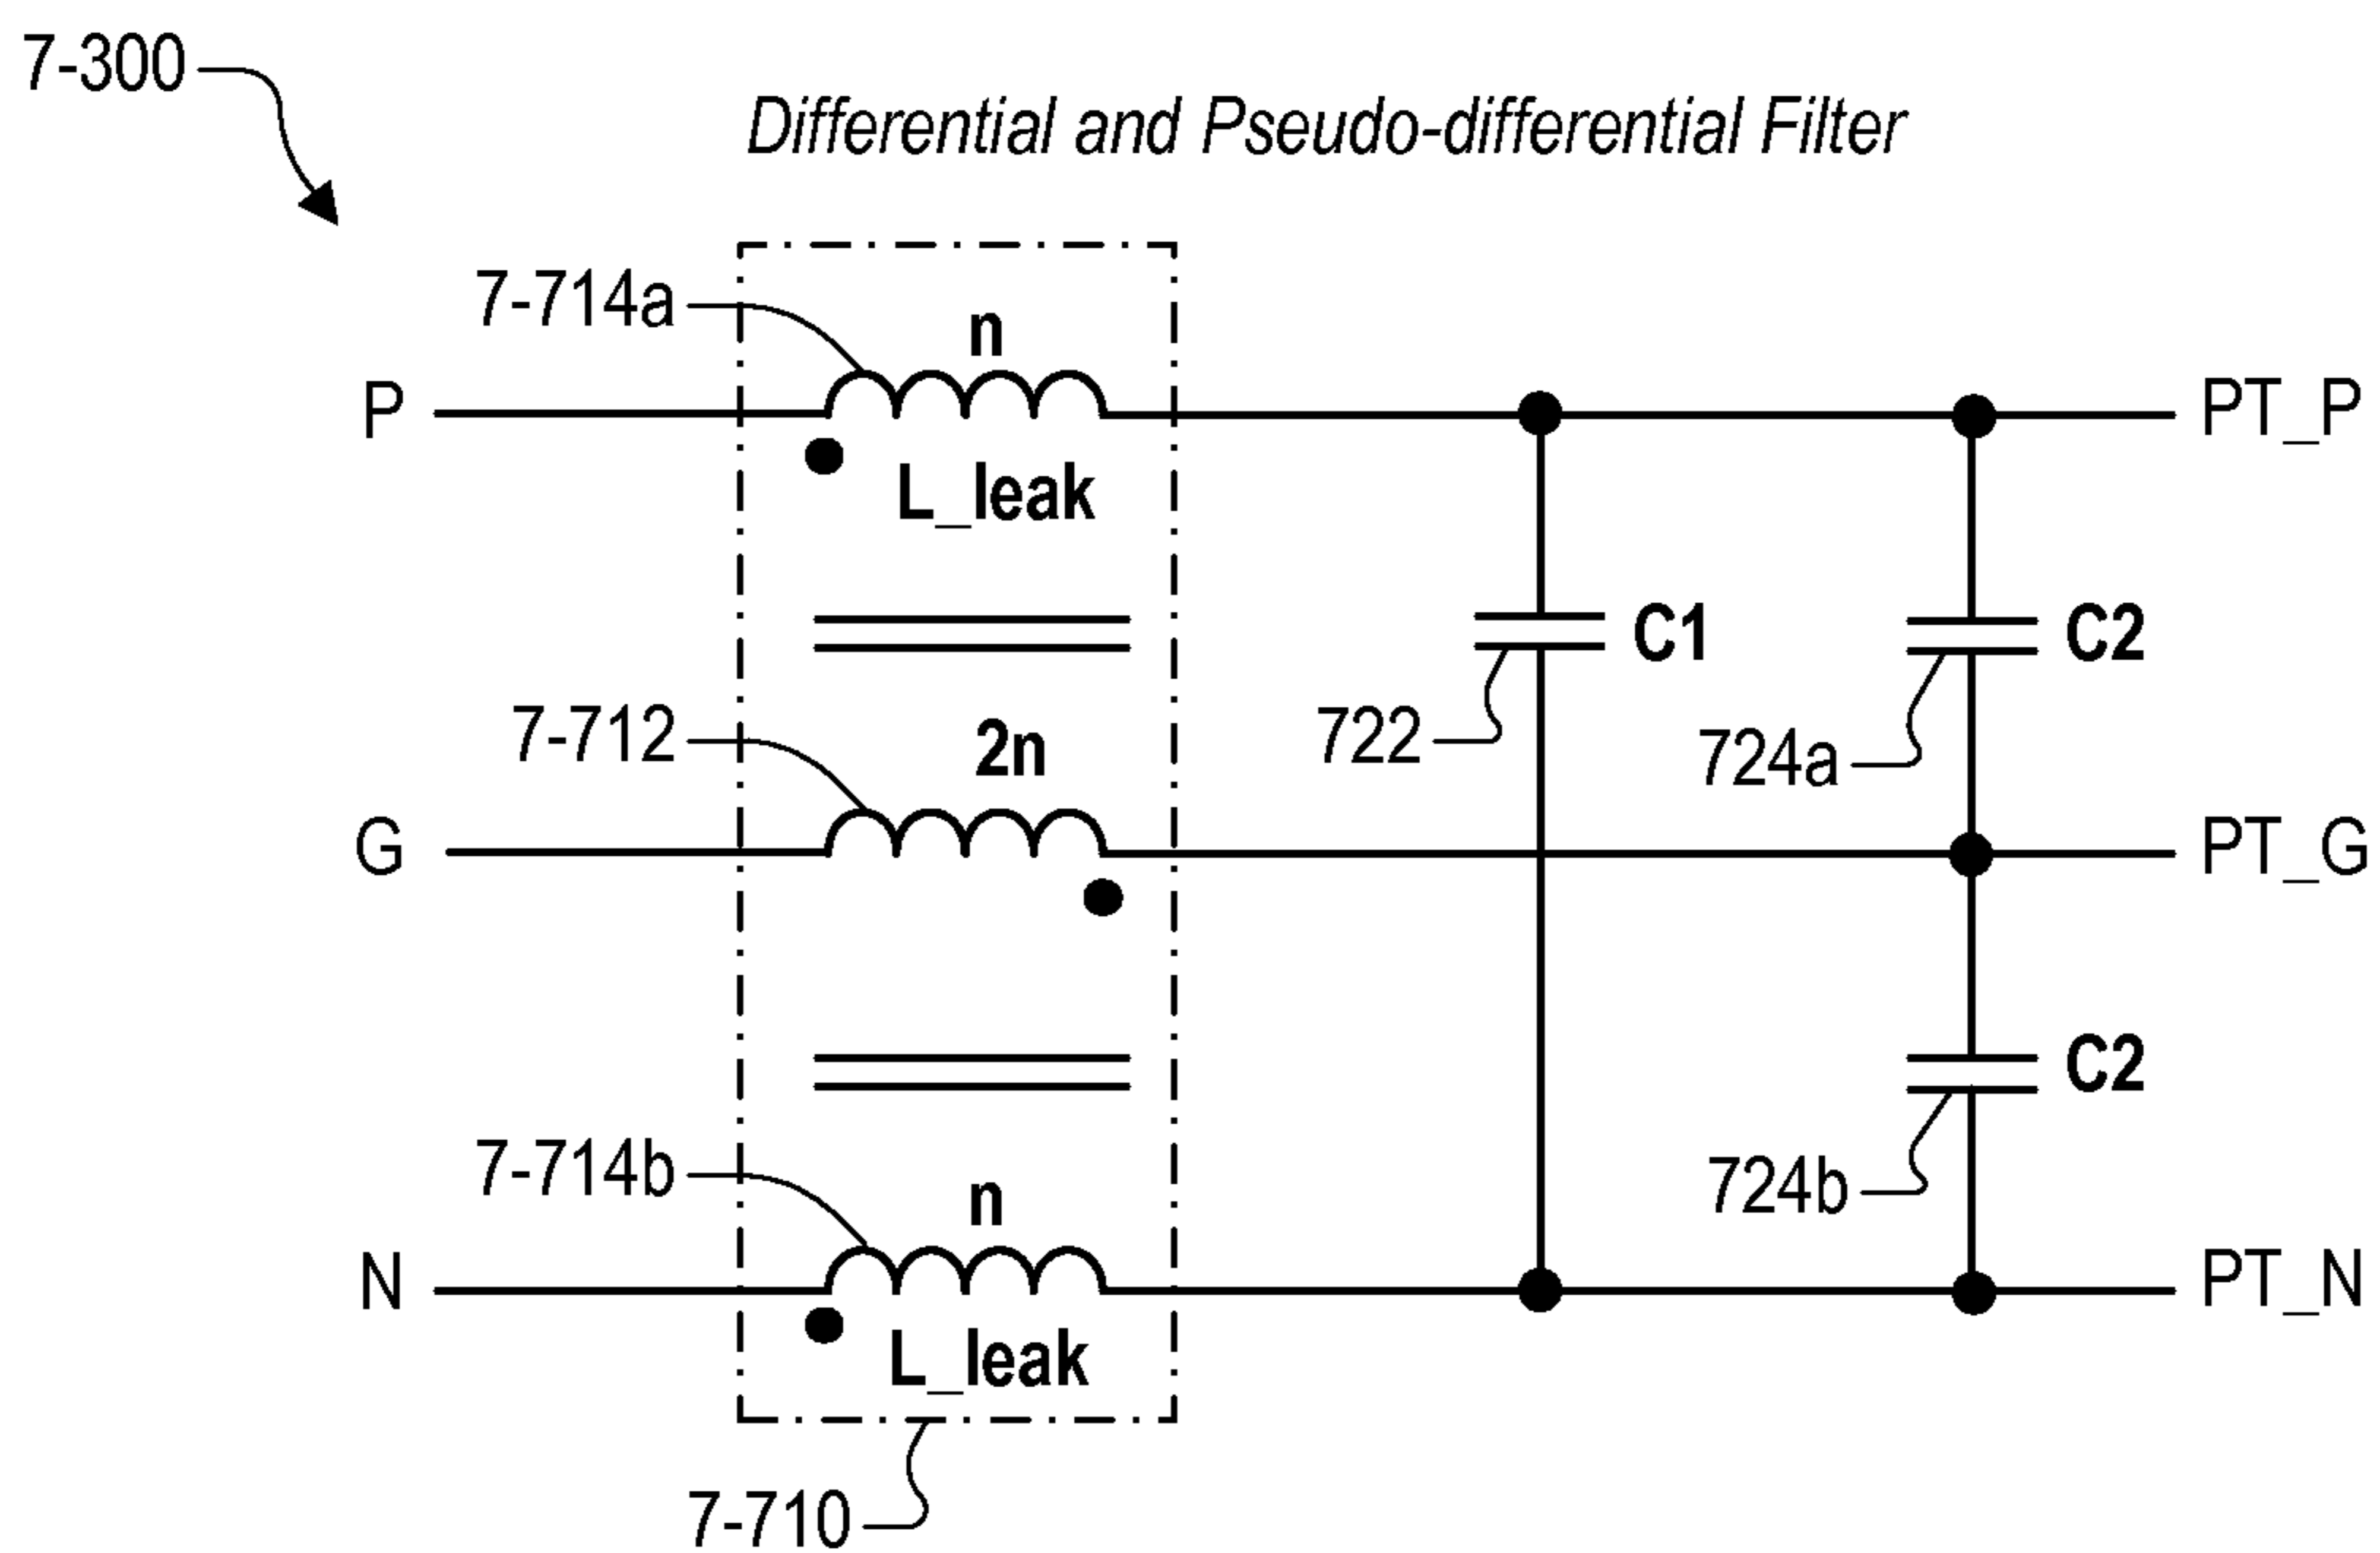 7-300
Differential and Pseudo-differential Filter
7-714a
n
P
PT_P
L_leak
C1
C2
7-712
2n
722
724a
G
PT_G
C2
7-714b
n
724b
N
PT_N
L_leak
7-710